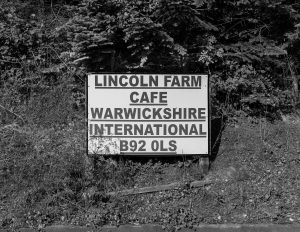 LINCOLN FARM
CAFE
WARWICKSHIRE
INTERNATIONAL
B92 0LS